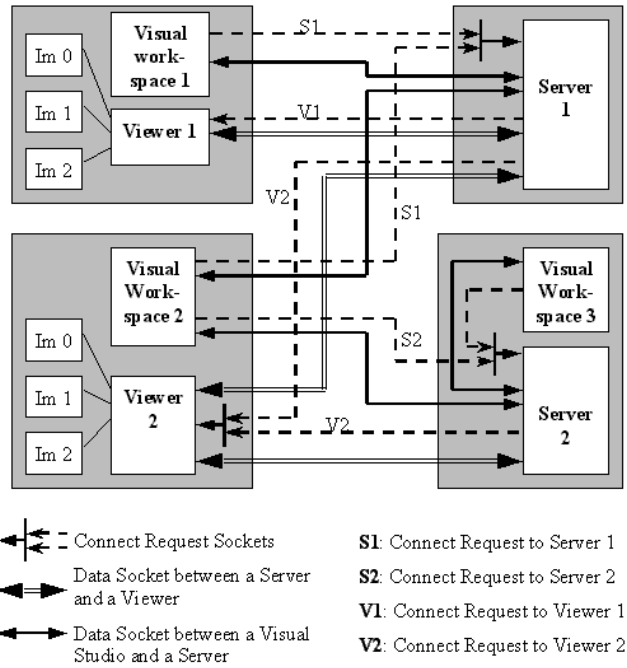 Visual
work-
space 1
Im 0
Im 1
Im 2
Viewer 1
S1
V1
V2
S1
Server
1
Visual
Work-
space 2
Im 0
Im 1
Im 2
Viewer
2
S2
V2
Visual
Work-
space 3
Server
2
Connect Request Sockets
Data Socket between a Server
and a Viewer
Data Socket between a Visual
Studio and a Server
S1: Connect Request to Server 1
S2: Connect Request to Server 2
V1: Connect Request to Viewer 1
V2: Connect Request to Viewer 2